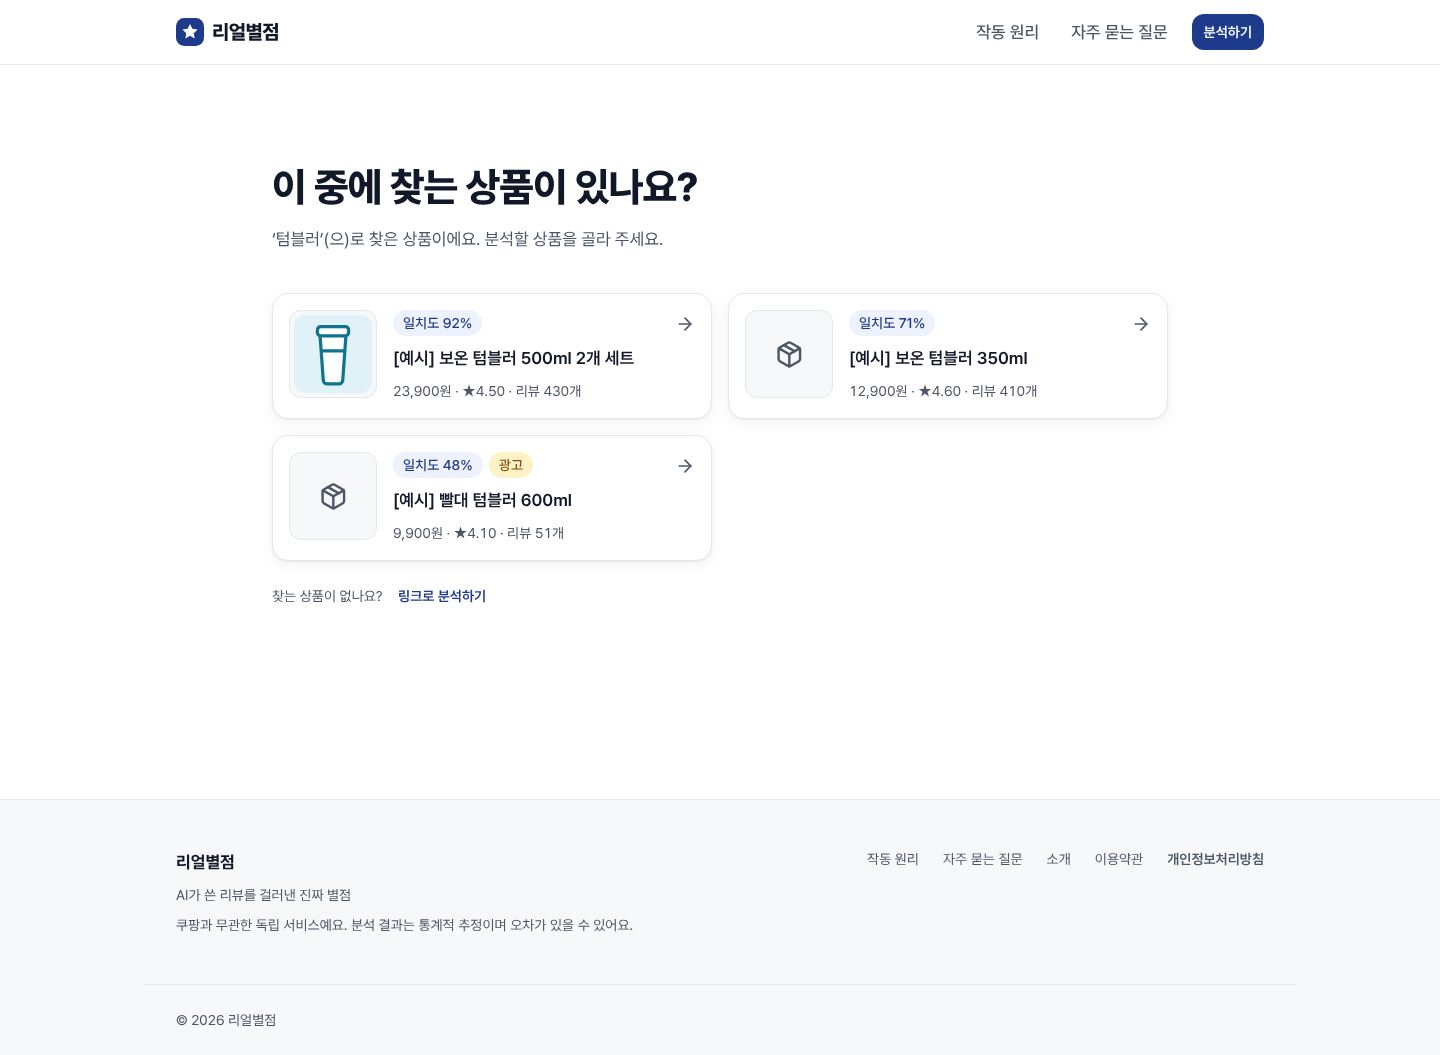 리얼별점
작동 원리
자주 묻는 질문
분석하기
이 중에 찾는 상품이 있나요?
‘텀블러’(으)로 찾은 상품이에요. 분석할 상품을 골라 주세요.
일치도 92%
[예시] 보온 텀블러 500ml 2개 세트
23,900원 · ★4.50 · 리뷰 430개
일치도 71%
[예시] 보온 텀블러 350ml
12,900원 · ★4.60 · 리뷰 410개
일치도 48% 광고
[예시] 빨대 텀블러 600ml
9,900원 · ★4.10 · 리뷰 51개
찾는 상품이 없나요? 링크로 분석하기
리얼별점
AI가 쓴 리뷰를 걸러낸 진짜 별점
쿠팡과 무관한 독립 서비스예요. 분석 결과는 통계적 추정이며 오차가 있을 수 있어요.
작동 원리
자주 묻는 질문
소개
이용약관
개인정보처리방침
© 2026 리얼별점